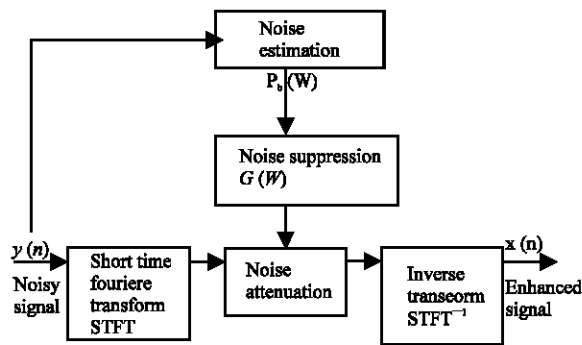 Noise
estimation
P_b (W)
Noise suppression
G (W)
y (n)
Noisy
signal
Short time
fouriere
transform
STFT
Noise
attenuation
Inverse
transeorm
STFT⁻¹
x (n)
Enhanced
signal